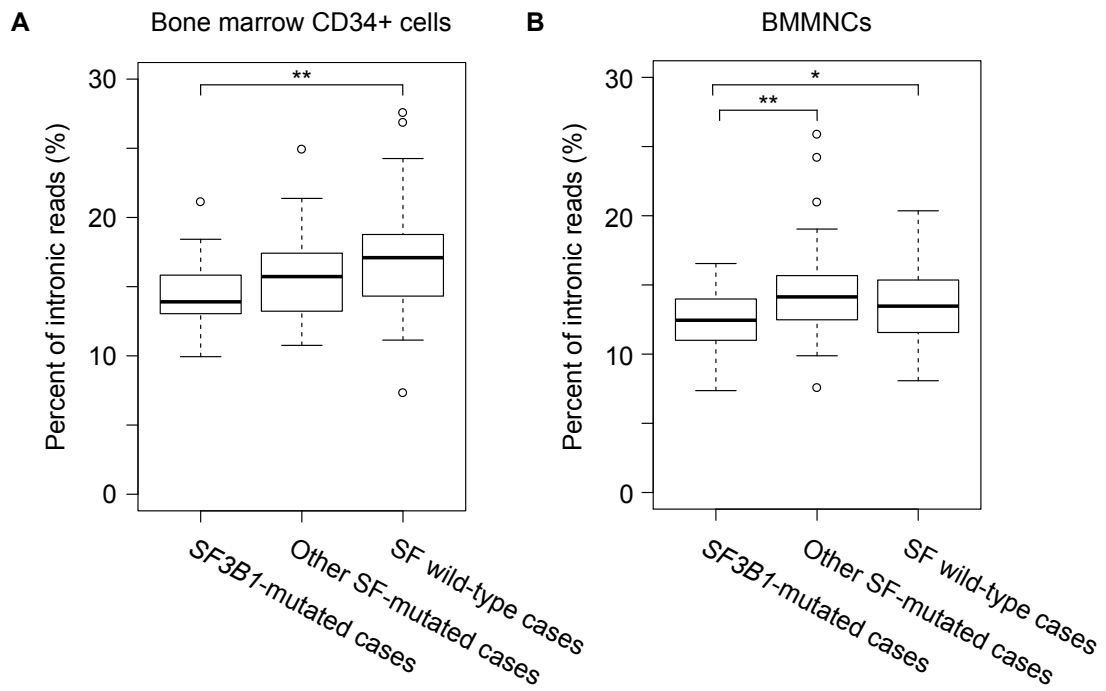 A
Bone marrow CD34+ cells
Percent of intronic reads (%)
30
20
10
0
**
SF3B1-mutated cases
Other SF-mutated cases
SF wild-type cases
B
BMMNCs
Percent of intronic reads (%)
30
20
10
0
*
**
SF3B1-mutated cases
Other SF-mutated cases
SF wild-type cases